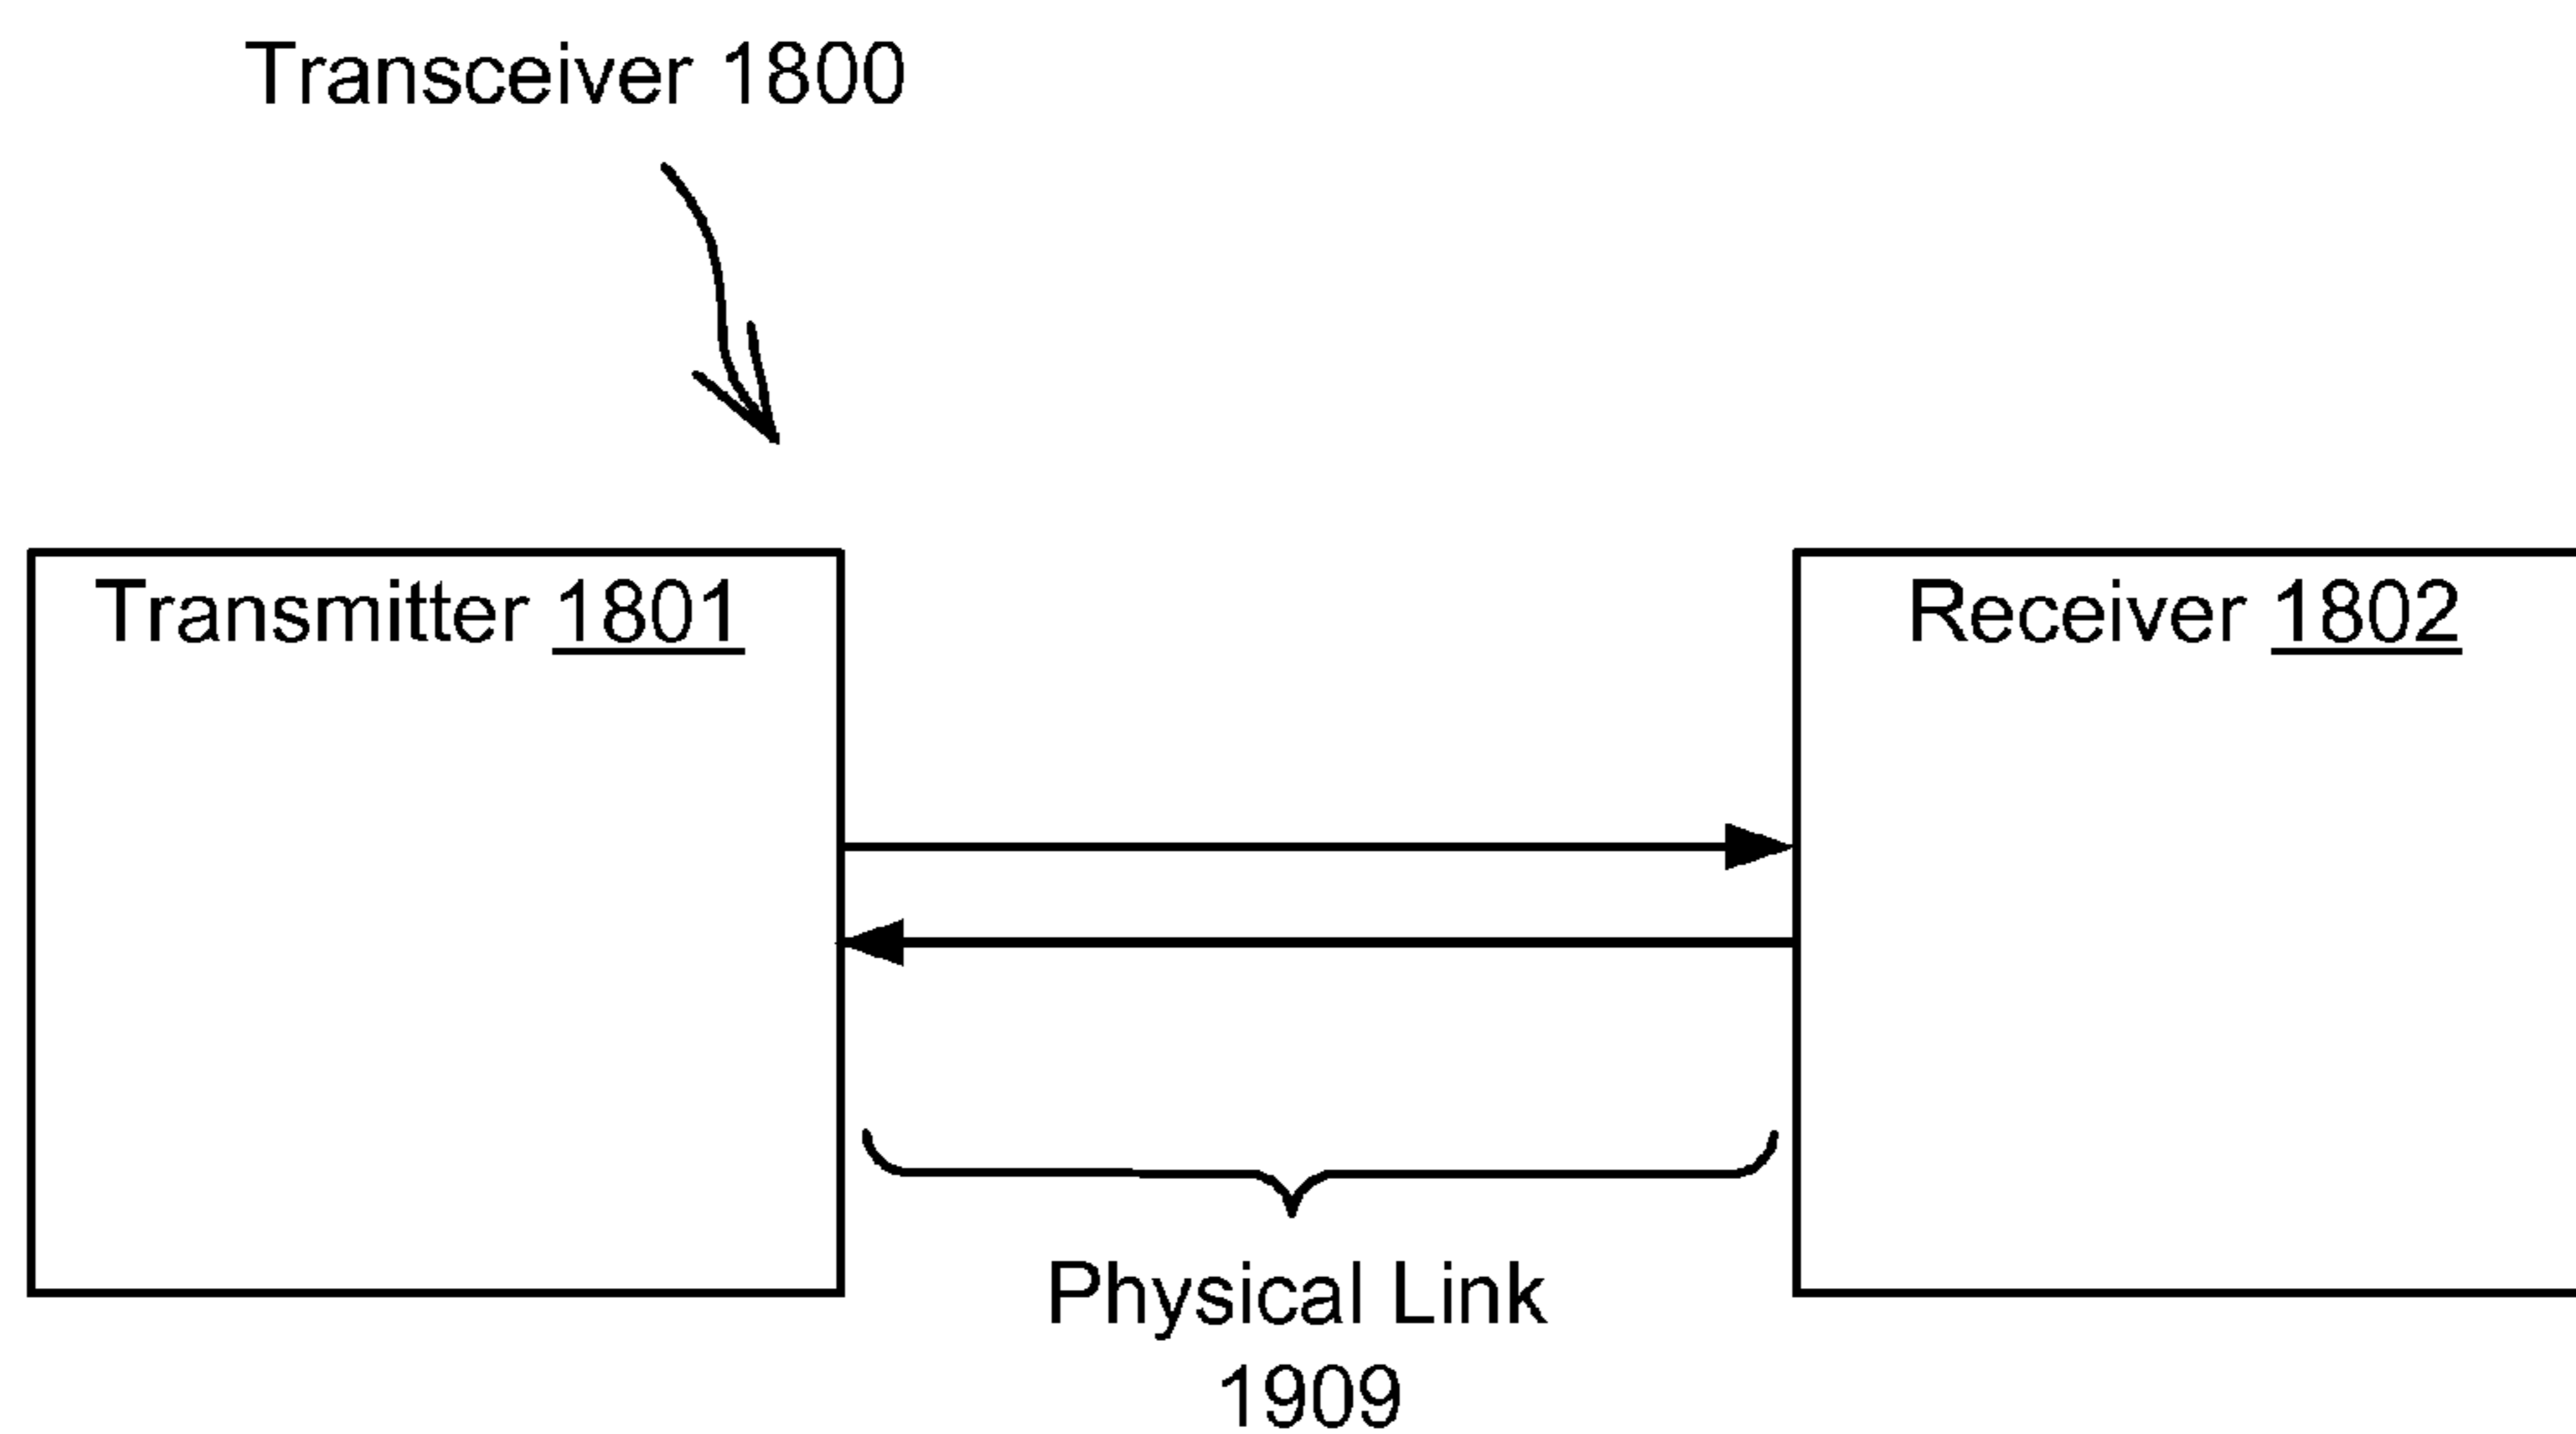 Transceiver 1800
Transmitter 1801
Receiver 1802
Physical Link
1909